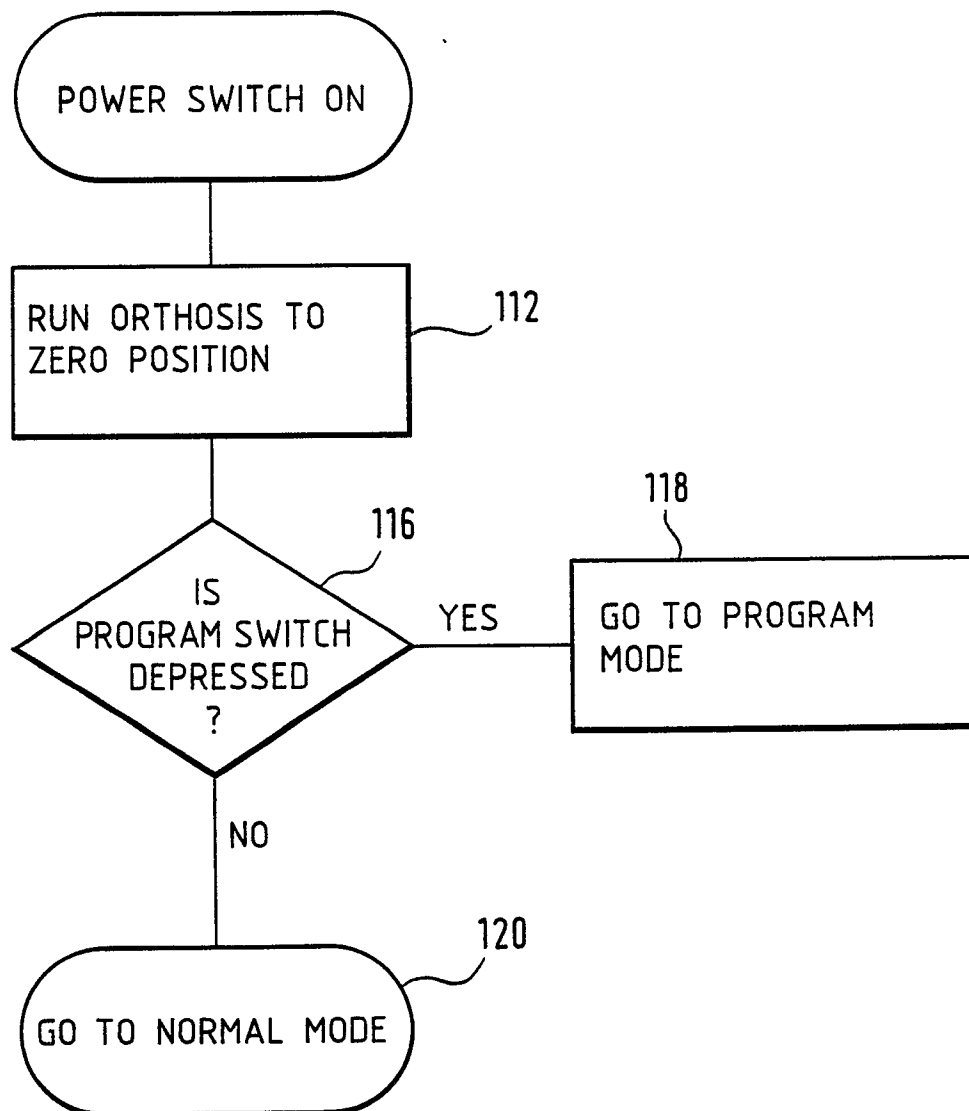 POWER SWITCH ON
RUN ORTHOSIS TO
ZERO POSITION
112
116
IS
PROGRAM SWITCH
DEPRESSED
?
YES
118
GO TO PROGRAM
MODE
NO
120
GO TO NORMAL MODE